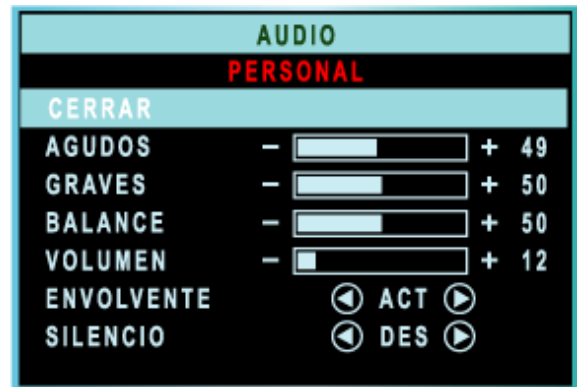 AUDIO
PERSONAL
CERRAR
AGUDOS - + 49
GRAVES - + 50
BALANCE - + 50
VOLUMEN - + 12
ENVOLVENTE ACT
SILENCIO DES